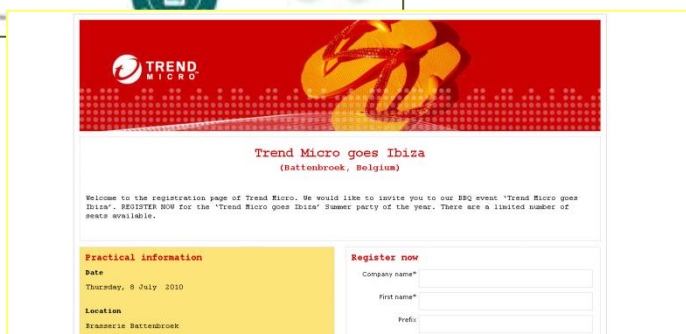 TREND
MICRO
Trend Micro goes Ibiza
(Battenbroek, Belgium)
Welcome to the registration page of Trend Micro. We would like to invite you to our BBQ event 'Trend Micro goes
Ibiza'. REGISTER NOW for the 'Trend Micro goes Ibiza' Summer party of the year. There are a limited number of
seats available.
Practical information
Date
Thursday, 8 July 2010
Location
Brasserie Battenbroek
Register now
Company name*
First name*
Prefix